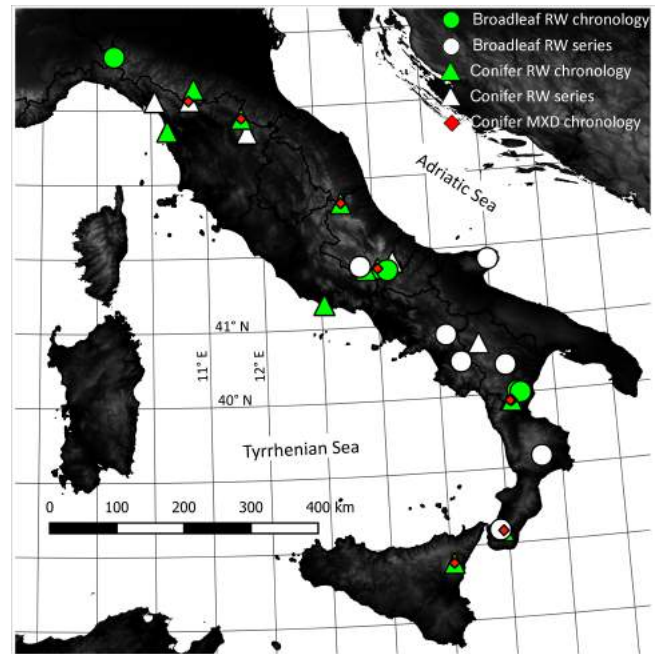 Broadleaf RW chronology
Broadleaf RW series
Conifer RW chronology
Conifer RW series
Conifer MXD chronology
Adriatic Sea
41° N
11° E
12° E
40° N
Tyrrhenian Sea
0 100 200 300 400 km